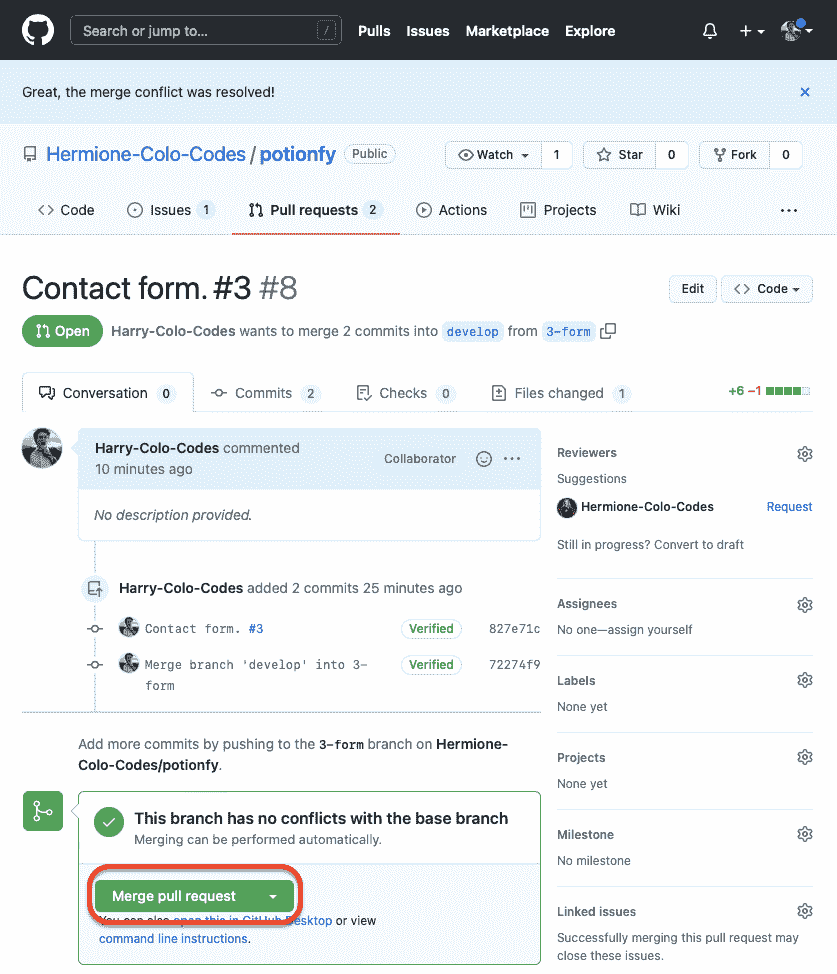 Search or jump to... / Pulls Issues Marketplace Explore
Great, the merge conflict was resolved!
Hermione-Colo-Codes / potionfy Public Watch 1 Star 0 Fork 0
Code Issues 1 Pull requests 2 Actions Projects Wiki
Contact form. #3 #8 Edit Code
Open Harry-Colo-Codes wants to merge 2 commits into develop from 3-form
Conversation 0 Commits 2 Checks 0 Files changed 1 +6 −1
Harry-Colo-Codes commented
10 minutes ago
Collaborator
No description provided.
Harry-Colo-Codes added 2 commits 25 minutes ago
Contact form. #3 Verified 827e71c
Merge branch 'develop' into 3- Verified 72274f9
form
Add more commits by pushing to the 3-form branch on Hermione-
Colo-Codes/potionfy.
This branch has no conflicts with the base branch
Merging can be performed automatically.
Merge pull request
You can also open this in GitHub Desktop or view
command line instructions.
Reviewers
Suggestions
Hermione-Colo-Codes Request
Still in progress? Convert to draft
Assignees
No one—assign yourself
Labels
None yet
Projects
None yet
Milestone
No milestone
Linked issues
Successfully merging this pull request may
close these issues.